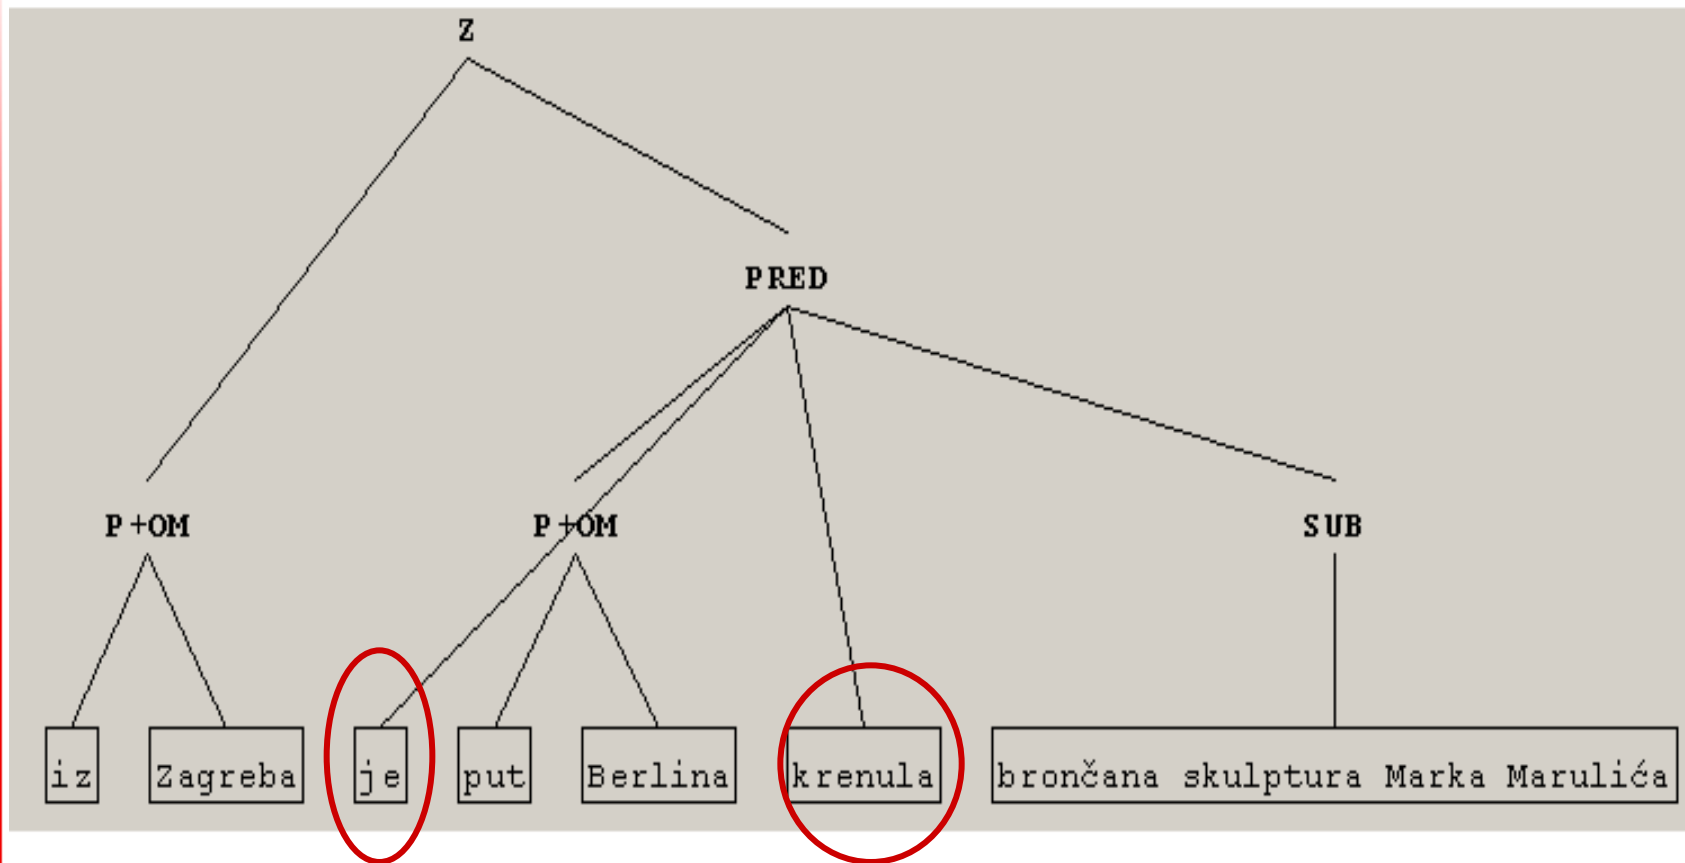 Z
PRED
P+OM P+OM SUB
iz Zagreba je put Berlina krenula brončana skulptura Marka Marulića